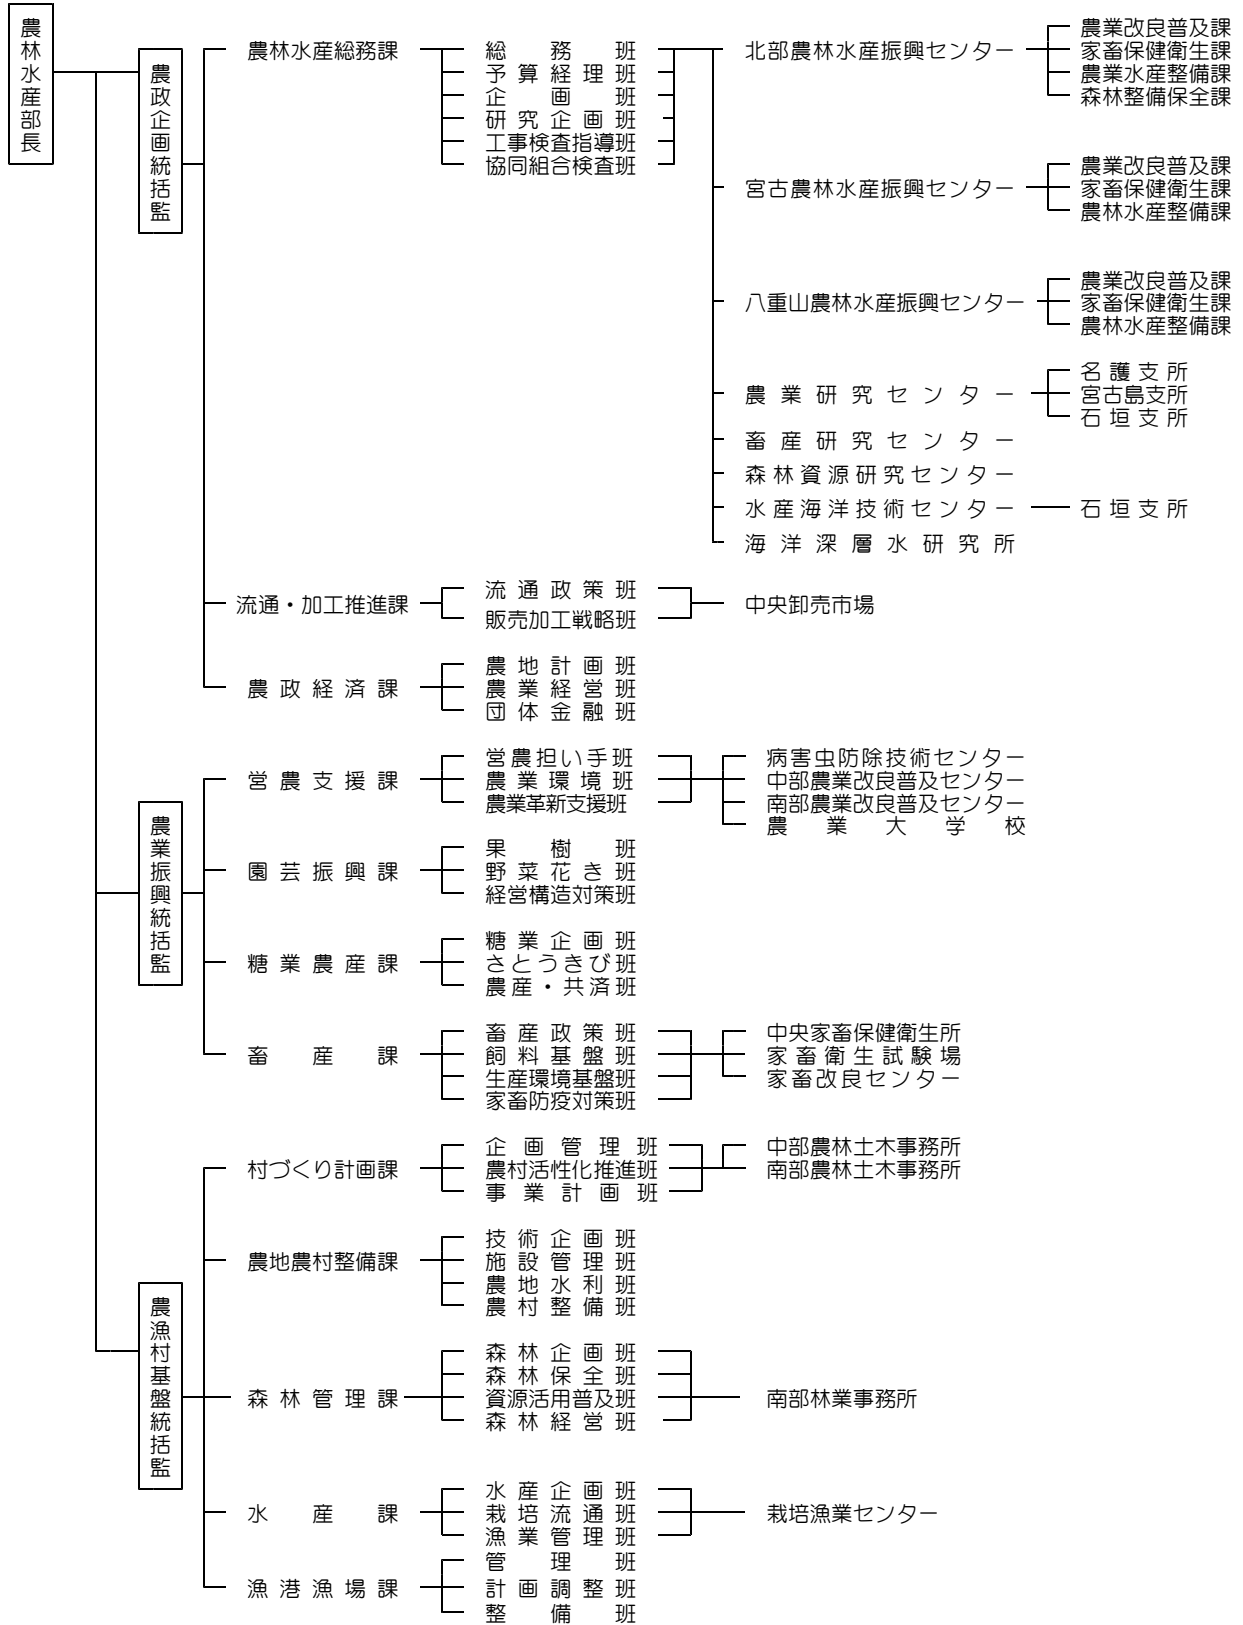 農林水産部長
農政企画統括監
農林水産総務課
総務班
予算経理班
企画班
研究企画班
工事検査指導班
協同組合検査班
北部農林水産振興センター
農業改良普及課
家畜保健衛生課
農業水産整備課
森林整備保全課
宮古農林水産振興センター
農業改良普及課
家畜保健衛生課
農林水産整備課
八重山農林水産振興センター
農業改良普及課
家畜保健衛生課
農林水産整備課
農業研究センター
名護支所
宮古島支所
石垣支所
畜産研究センター
森林資源研究センター
水産海洋技術センター
石垣支所
海洋深層水研究所
流通・加工推進課
流通政策班
販売加工戦略班
中央卸売市場
農政経済課
農地計画班
農業経営班
団体金融班
農業振興統括監
営農支援課
営農担い手班
農業環境班
農業革新支援班
病害虫防除技術センター
中部農業改良普及センター
南部農業改良普及センター
農業大学校
園芸振興課
果樹班
野菜花き班
経営構造対策班
糖業農産課
糖業企画班
さとうきび班
農産・共済班
畜産課
畜産政策班
飼料基盤班
生産環境基盤班
家畜防疫対策班
中央家畜保健衛生所
家畜衛生試験場
家畜改良センター
農漁村基盤統括監
村づくり計画課
企画管理班
農村活性化推進班
事業計画班
中部農林土木事務所
南部農林土木事務所
農地農村整備課
技術企画班
施設管理班
農地水利班
農村整備班
森林管理課
森林企画班
森林保全班
資源活用普及班
森林経営班
南部林業事務所
水産課
水産企画班
栽培流通班
漁業管理班
栽培漁業センター
漁港漁場課
管理班
計画調整班
整備班